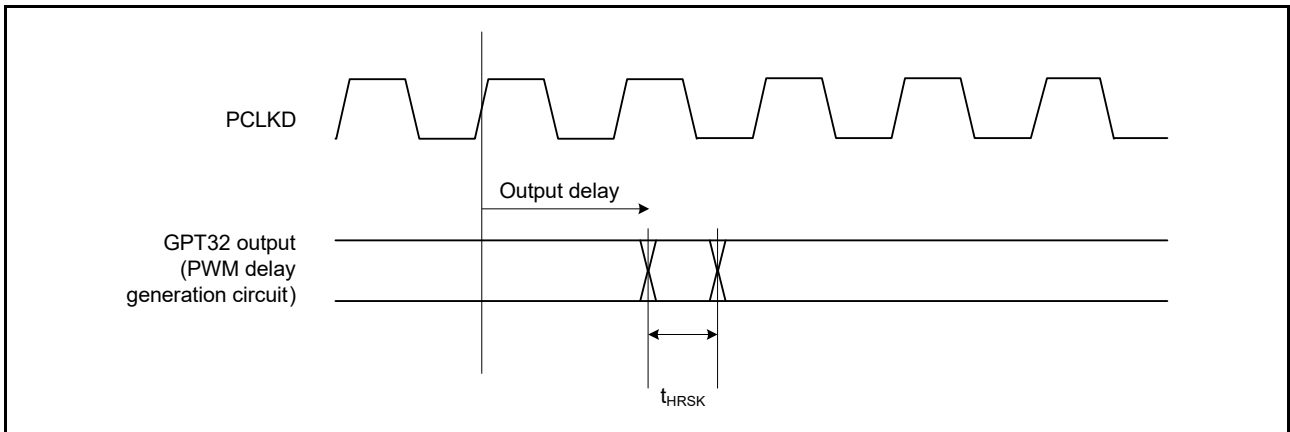 PCLKD
Output delay
GPT32 output
(PWM delay
generation circuit)
tHRSK